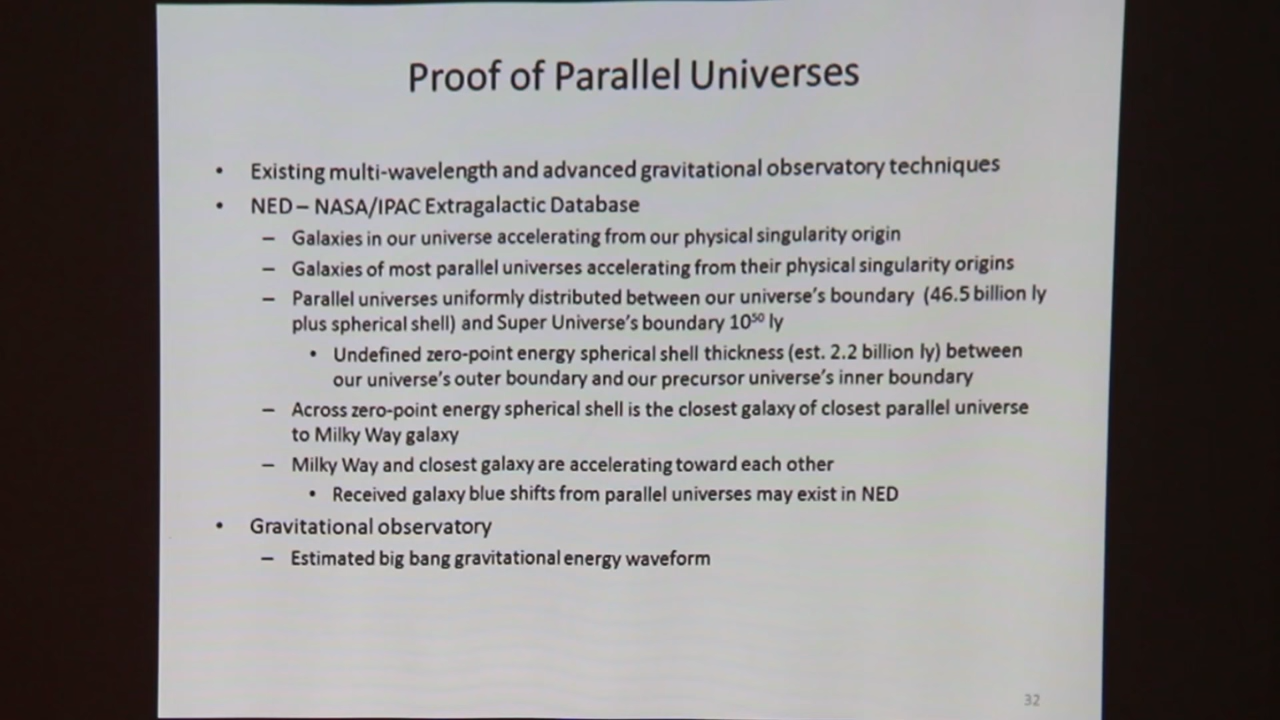 Proof of Parallel Universes
• Existing multi-wavelength and advanced gravitational observatory techniques
• NED – NASA/IPAC Extragalactic Database
– Galaxies in our universe accelerating from our physical singularity origin
– Galaxies of most parallel universes accelerating from their physical singularity origins
– Parallel universes uniformly distributed between our universe's boundary (46.5 billion ly
plus spherical shell) and Super Universe's boundary 10⁵⁰ ly
• Undefined zero-point energy spherical shell thickness (est. 2.2 billion ly) between
our universe's outer boundary and our precursor universe's inner boundary
– Across zero-point energy spherical shell is the closest galaxy of closest parallel universe
to Milky Way galaxy
– Milky Way and closest galaxy are accelerating toward each other
• Received galaxy blue shifts from parallel universes may exist in NED
• Gravitational observatory
– Estimated big bang gravitational energy waveform
32